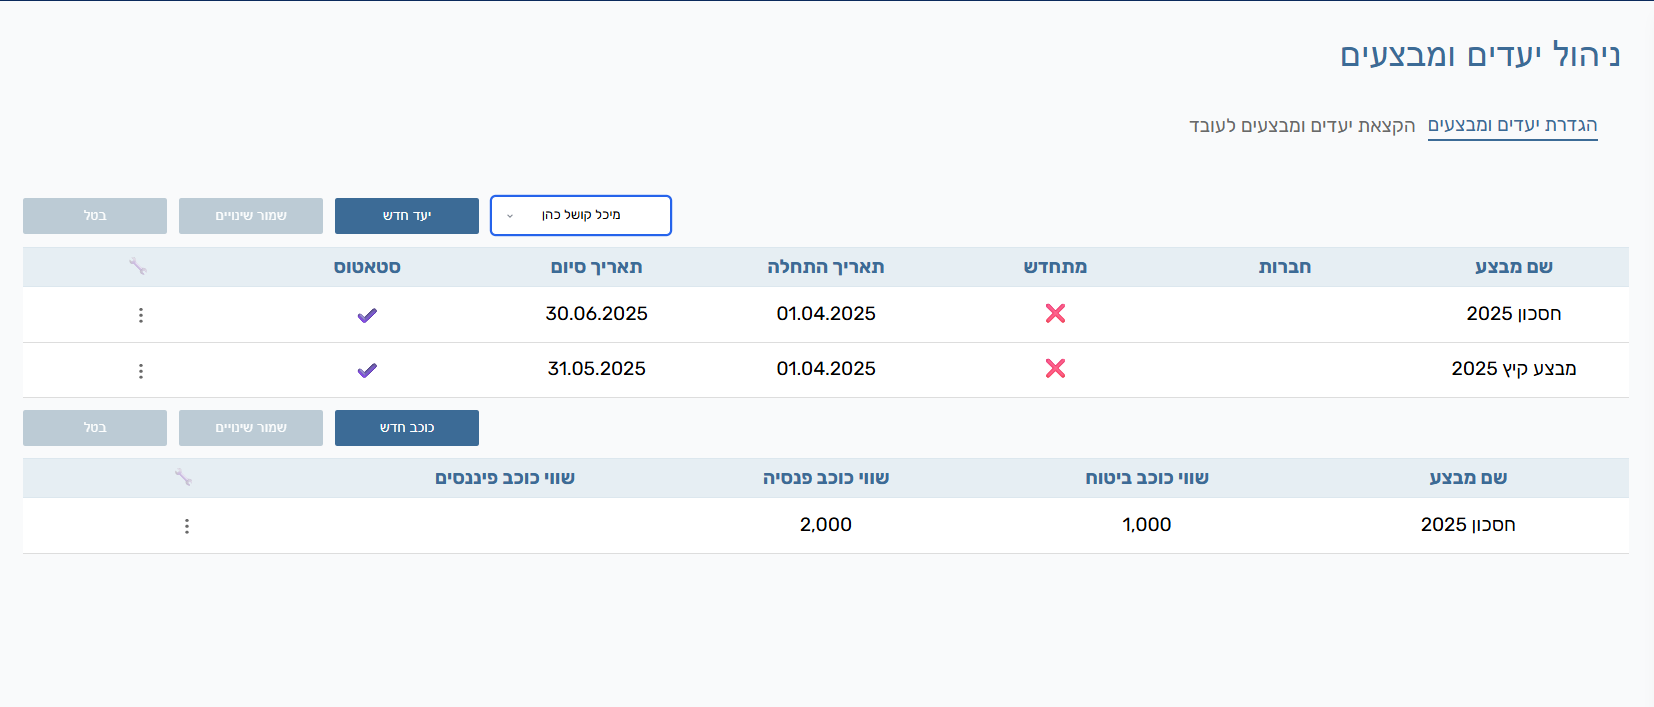 ניהול יעדים ומבצעים
הגדרת יעדים ומבצעים הקצאת יעדים ומבצעים לעובד
מיכל קושל כהן יעד חדש שמור שינויים בטל
שם מבצע חברות מתחדש תאריך התחלה תאריך סיום סטאטוס
חסכון 2025 01.04.2025 30.06.2025
מבצע קיץ 2025 01.04.2025 31.05.2025
כוכב חדש שמור שינויים בטל
שם מבצע שווי כוכב ביטוח שווי כוכב פנסיה שווי כוכב פיננסים
חסכון 2025 1,000 2,000